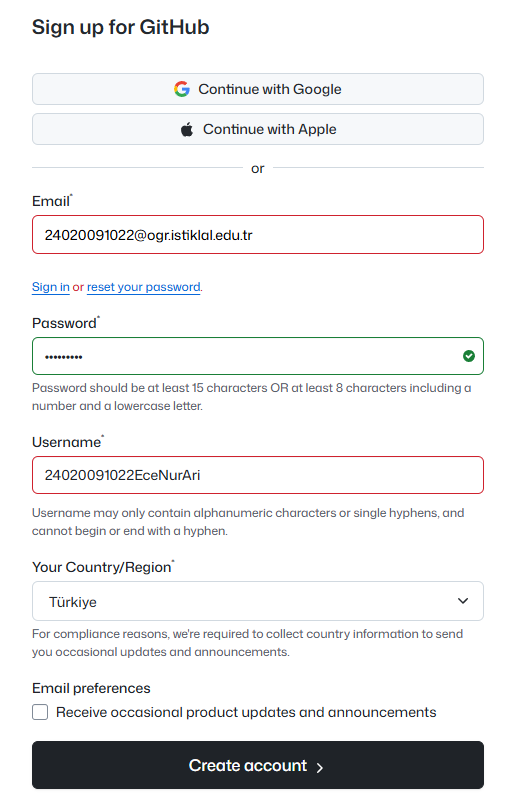 Sign up for GitHub
Continue with Google
Continue with Apple
or
Email*
24020091022@ogr.istiklal.edu.tr
Sign in or reset your password.
Password*
•••••••••
Password should be at least 15 characters OR at least 8 characters including a
number and a lowercase letter.
Username*
24020091022EceNurAri
Username may only contain alphanumeric characters or single hyphens, and
cannot begin or end with a hyphen.
Your Country/Region*
Türkiye
For compliance reasons, we're required to collect country information to send
you occasional updates and announcements.
Email preferences
Receive occasional product updates and announcements
Create account